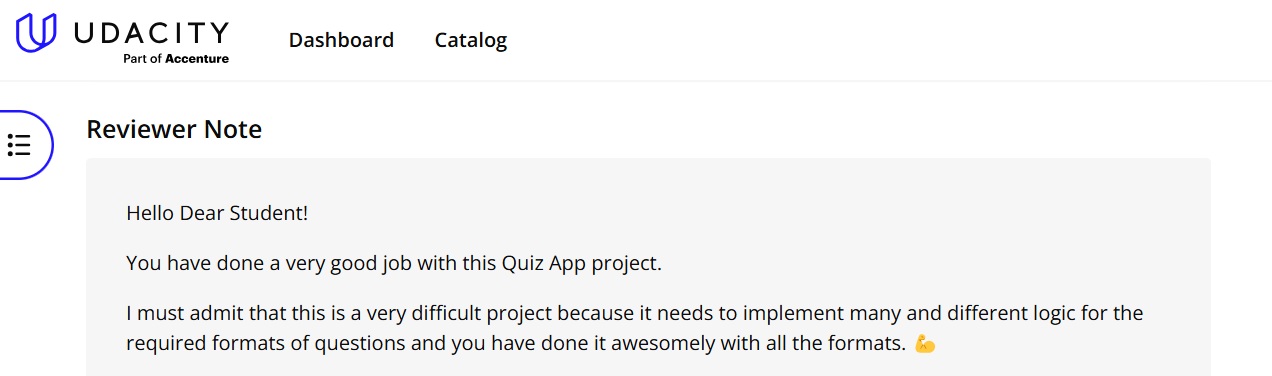 UDACITY
Part of Accenture
Dashboard
Catalog
Reviewer Note
Hello Dear Student!
You have done a very good job with this Quiz App project.
I must admit that this is a very difficult project because it needs to implement many and different logic for the
required formats of questions and you have done it awesomely with all the formats. 💪